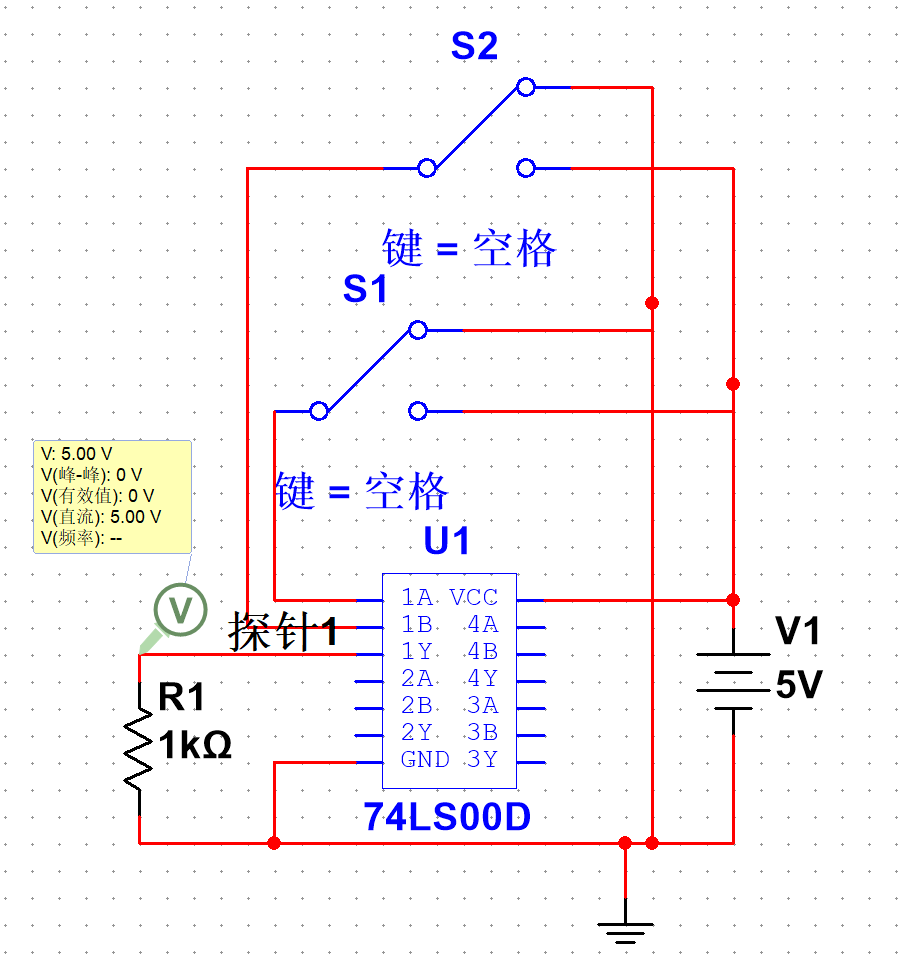 S2
键 = 空格
S1
V: 5.00 V
V(峰-峰): 0 V
V(有效值): 0 V
V(直流): 5.00 V
V(频率): --
键 = 空格
U1
V
探针1
1A VCC
1B 4A
1Y 4B
2A 4Y
2B 3A
2Y 3B
GND 3Y
V1
5V
R1
1kΩ
74LS00D